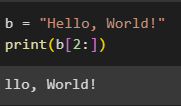 b = "Hello, World!"
print(b[2:])
llo, World!